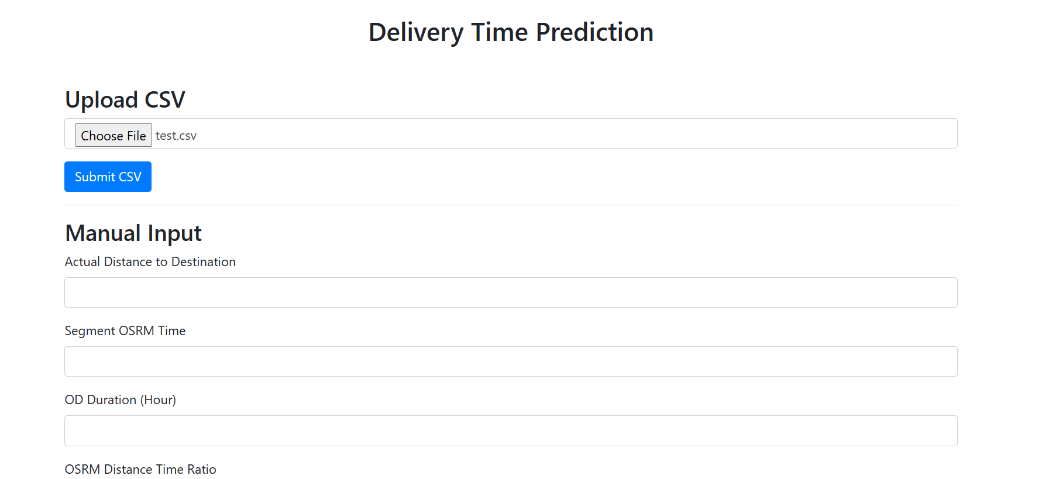 Delivery Time Prediction
Upload CSV
Choose File test.csv
Submit CSV
Manual Input
Actual Distance to Destination
Segment OSRM Time
OD Duration (Hour)
OSRM Distance Time Ratio